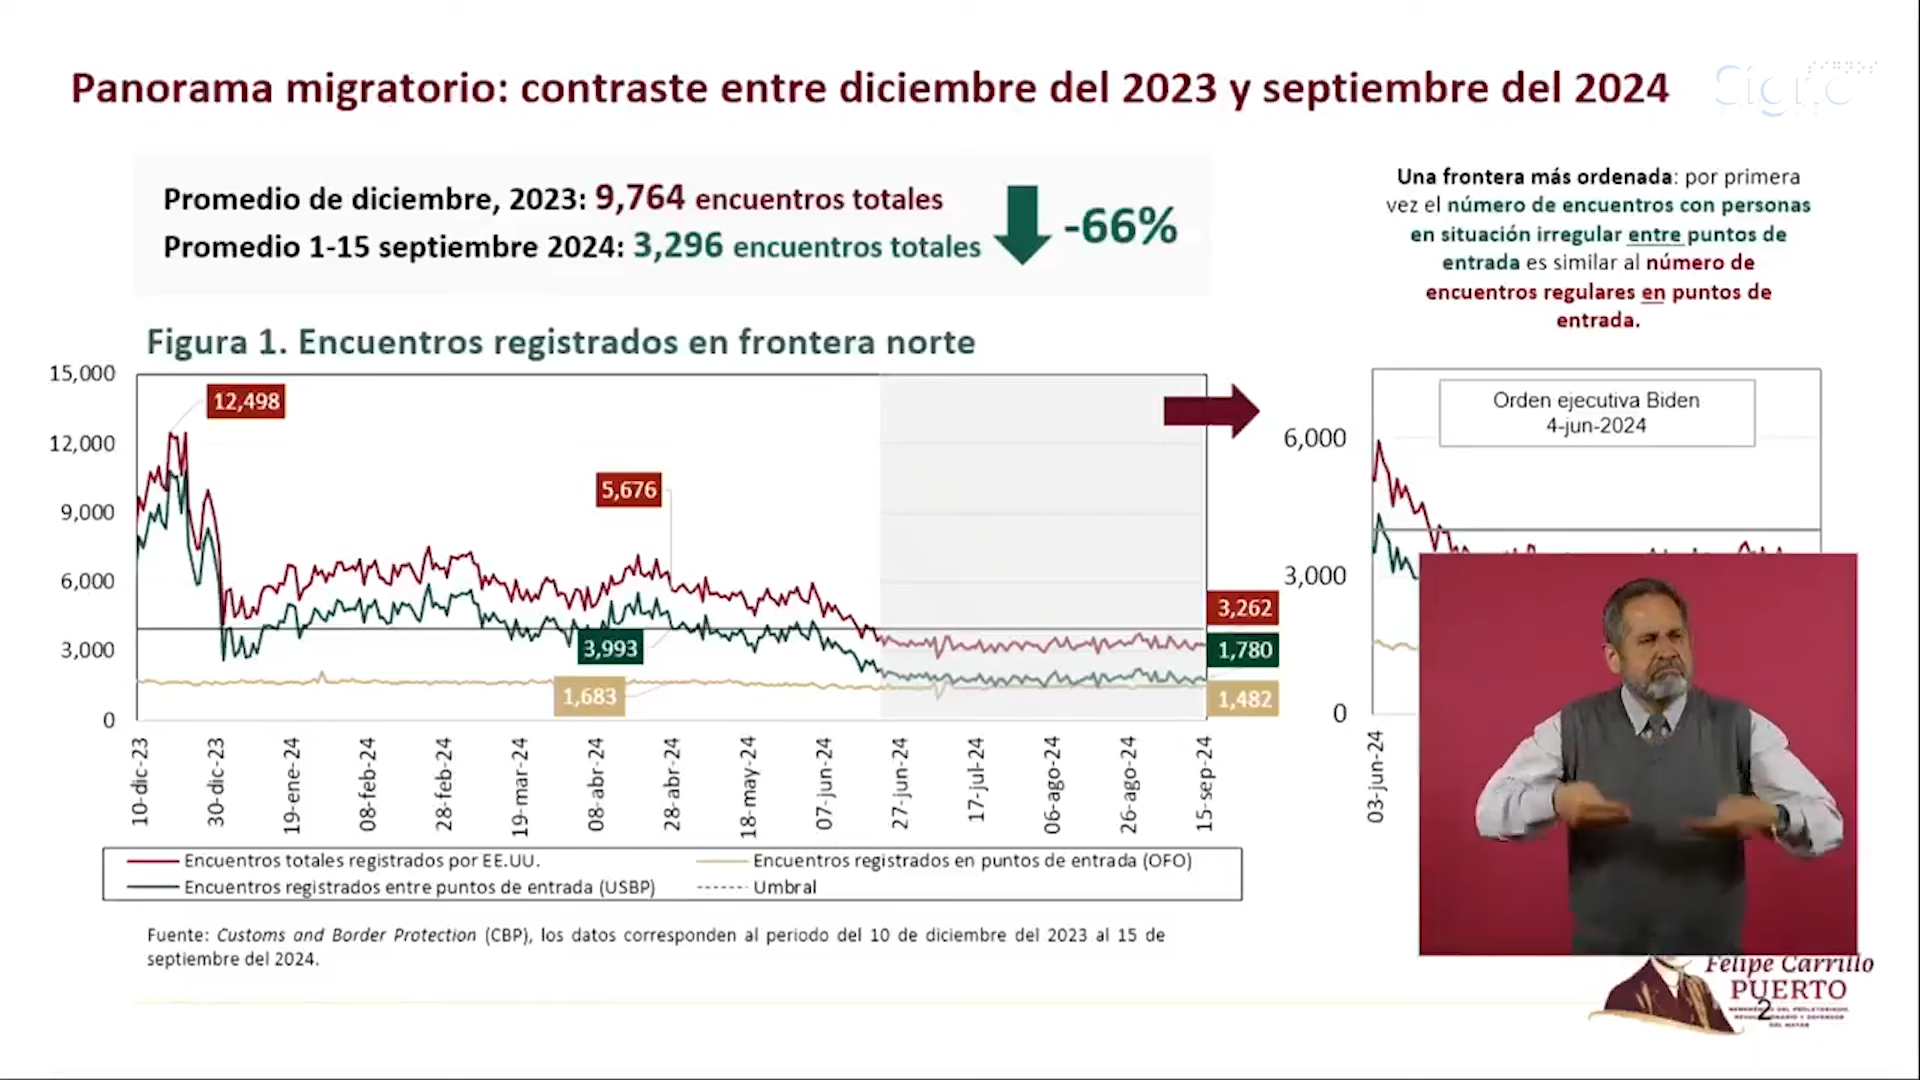 Panorama migratorio: contraste entre diciembre del 2023 y septiembre del 2024
Promedio de diciembre, 2023: 9,764 encuentros totales
Promedio 1-15 septiembre 2024: 3,296 encuentros totales
-66%
Una frontera más ordenada: por primera
vez el número de encuentros con personas
en situación irregular entre puntos de
entrada es similar al número de
encuentros regulares en puntos de
entrada.
Figura 1. Encuentros registrados en frontera norte
15,000
12,000
9,000
6,000
3,000
0
12,498
5,676
3,993
1,683
3,262
1,780
1,482
10-dic-23
30-dic-23
19-ene-24
08-feb-24
28-feb-24
19-mar-24
08-abr-24
28-abr-24
18-may-24
07-jun-24
27-jun-24
17-jul-24
06-ago-24
26-ago-24
15-sep-24
Encuentros totales registrados por EE.UU.
Encuentros registrados en puntos de entrada (OFO)
Encuentros registrados entre puntos de entrada (USBP)
Umbral
Orden ejecutiva Biden
4-jun-2024
6,000
3,000
0
03-jun-24
Fuente: Customs and Border Protection (CBP), los datos corresponden al periodo del 10 de diciembre del 2023 al 15 de
septiembre del 2024.
Felipe Carrillo
PUERTO
2